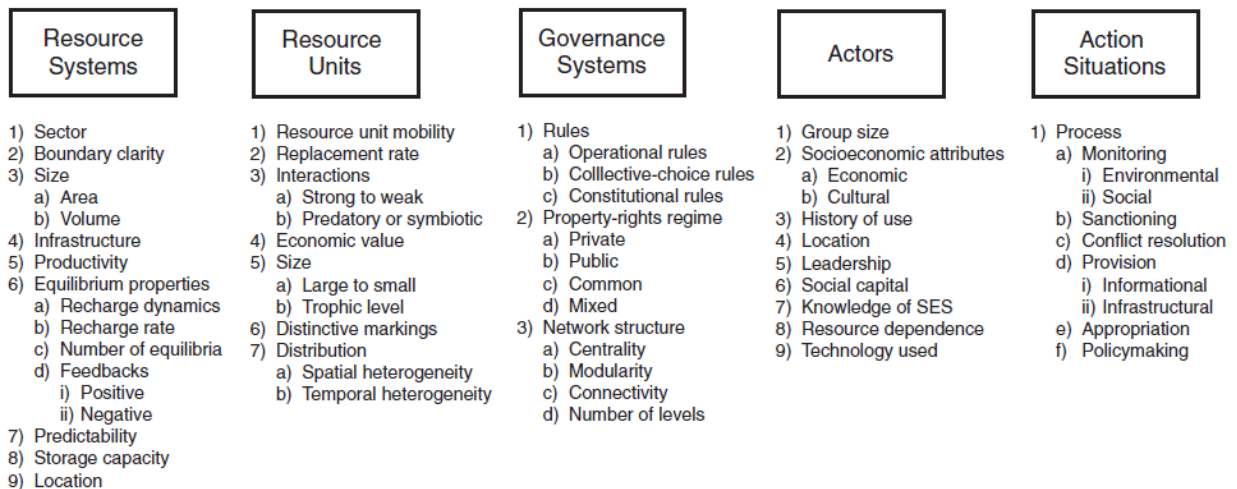 Resource
Systems
1) Sector
2) Boundary clarity
3) Size
a) Area
b) Volume
4) Infrastructure
5) Productivity
6) Equilibrium properties
a) Recharge dynamics
b) Recharge rate
c) Number of equilibria
d) Feedbacks
i) Positive
ii) Negative
7) Predictability
8) Storage capacity
9) Location
Resource
Units
1) Resource unit mobility
2) Replacement rate
3) Interactions
a) Strong to weak
b) Predatory or symbiotic
4) Economic value
5) Size
a) Large to small
b) Trophic level
6) Distinctive markings
7) Distribution
a) Spatial heterogeneity
b) Temporal heterogeneity
Governance
Systems
1) Rules
a) Operational rules
b) Colllective-choice rules
c) Constitutional rules
2) Property-rights regime
a) Private
b) Public
c) Common
d) Mixed
3) Network structure
a) Centrality
b) Modularity
c) Connectivity
d) Number of levels
Actors
1) Group size
2) Socioeconomic attributes
a) Economic
b) Cultural
3) History of use
4) Location
5) Leadership
6) Social capital
7) Knowledge of SES
8) Resource dependence
9) Technology used
Action
Situations
1) Process
a) Monitoring
i) Environmental
ii) Social
b) Sanctioning
c) Conflict resolution
d) Provision
i) Informational
ii) Infrastructural
e) Appropriation
f) Policymaking